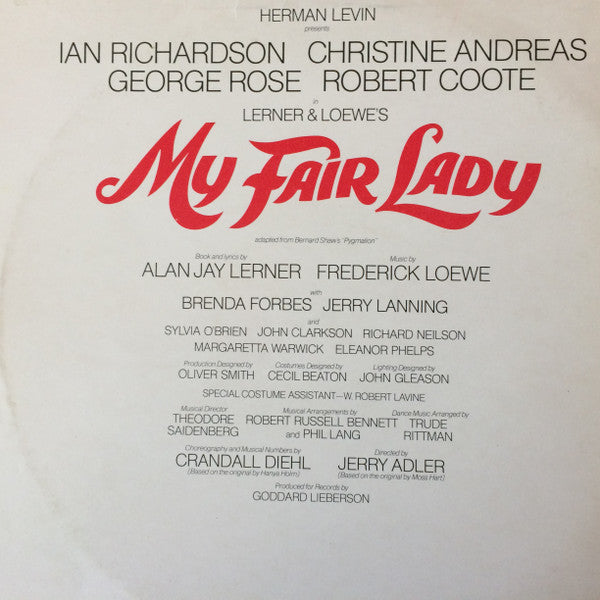 HERMAN LEVIN
presents
IAN RICHARDSON CHRISTINE ANDREAS
GEORGE ROSE ROBERT COOTE
in
LERNER & LOEWE'S
My Fair Lady
adapted from Bernard Shaw's "Pygmalion"
Book and lyrics by Music by
ALAN JAY LERNER FREDERICK LOEWE
with
BRENDA FORBES JERRY LANNING
and
SYLVIA O'BRIEN JOHN CLARKSON RICHARD NEILSON
MARGARETTA WARWICK ELEANOR PHELPS
Production Designed by Costumes Designed by Lighting Designed by
OLIVER SMITH CECIL BEATON JOHN GLEASON
SPECIAL COSTUME ASSISTANT—W. ROBERT LAVINE
Musical Director Musical Arrangements by Dance Music Arranged by
THEODORE ROBERT RUSSELL BENNETT TRUDE
SAIDENBERG and PHIL LANG RITTMAN
Choreography and Musical Numbers by Directed by
CRANDALL DIEHL JERRY ADLER
(Based on the original by Hanya Holm) (Based on the original by Moss Hart)
Produced for Records by
GODDARD LIEBERSON